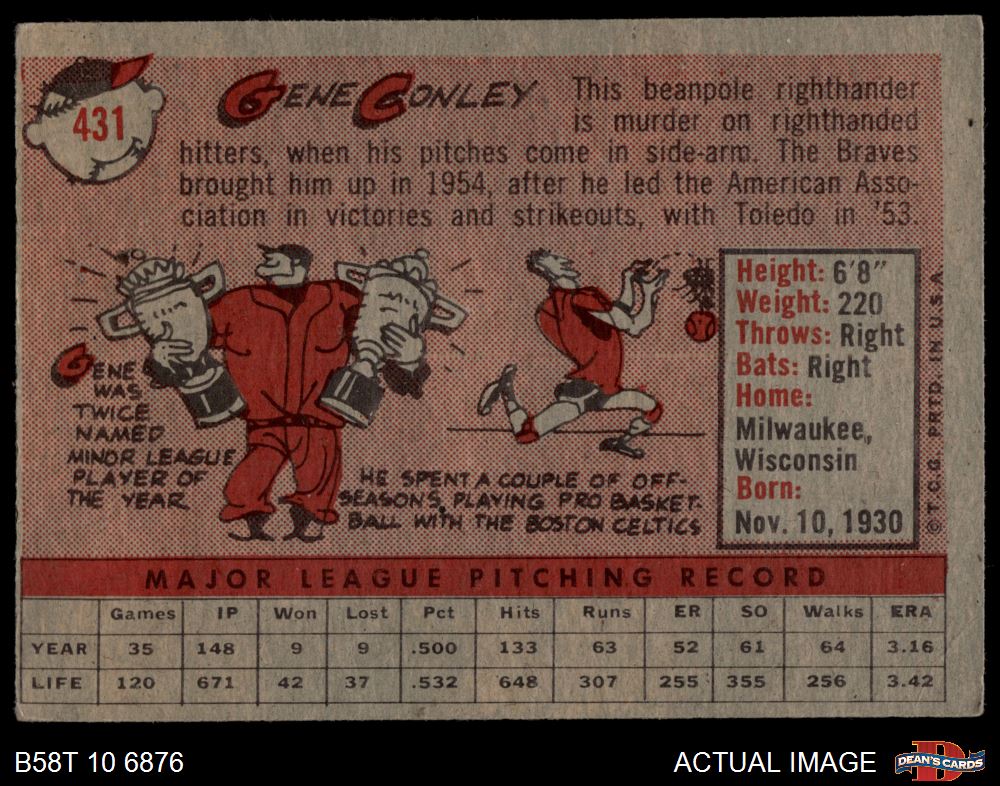 431
GENE CONLEY
This beanpole righthander
is murder on righthanded
hitters, when his pitches come in side-arm. The Braves
brought him up in 1954, after he led the American Asso-
ciation in victories and strikeouts, with Toledo in '53.
GENE
WAS
TWICE
NAMED
MINOR LEAGUE
PLAYER OF
THE YEAR
HE SPENT A COUPLE OF OFF-
SEASONS, PLAYING PRO BASKET-
BALL WITH THE BOSTON CELTICS
Height: 6'8"
Weight: 220
Throws: Right
Bats: Right
Home:
Milwaukee,
Wisconsin
Born:
Nov. 10, 1930
© T.C.G. PRTD. IN U.S.A.
MAJOR LEAGUE PITCHING RECORD
Games IP Won Lost Pct Hits Runs ER SO Walks ERA
YEAR 35 148 9 9 .500 133 63 52 61 64 3.16
LIFE 120 671 42 37 .532 648 307 255 355 256 3.42
B58T 10 6876
ACTUAL IMAGE
DEAN'S CARDS